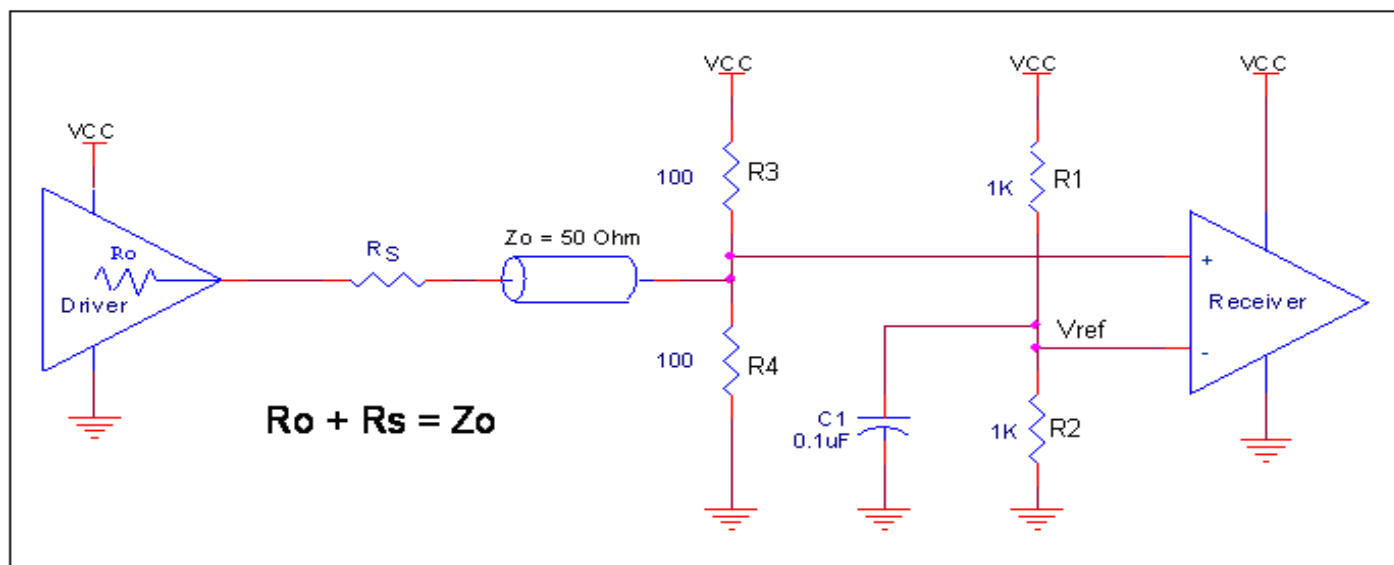 VCC
VCC
VCC
VCC
R3
100
R1
1K
Zo = 50 Ohm
Ro
RS
+
Driver
Receiver
Vref
-
100
R4
Ro + Rs = Zo
C1
0.1uF
1K
R2